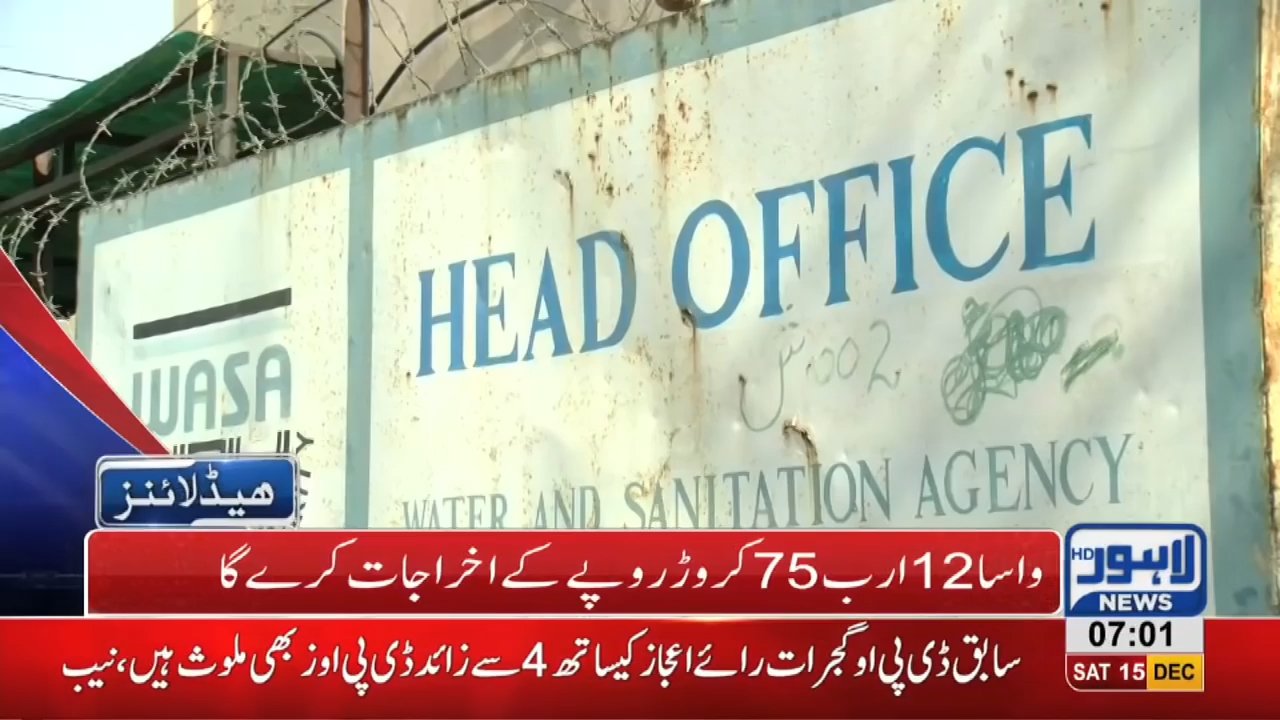 HEAD OFFICE
WASA
WATER AND SANITATION AGENCY
ھیڈلائنز
واسا 12 ارب 75 کروڑ روپے کے اخراجات کرے گا
HD لاہور
NEWS
07:01
SAT 15 DEC
سابق ڈی پی او گجرات رائے اعجاز کیساتھ 4 سے زائد ڈی پی اوز بھی ملوث ہیں، نیب